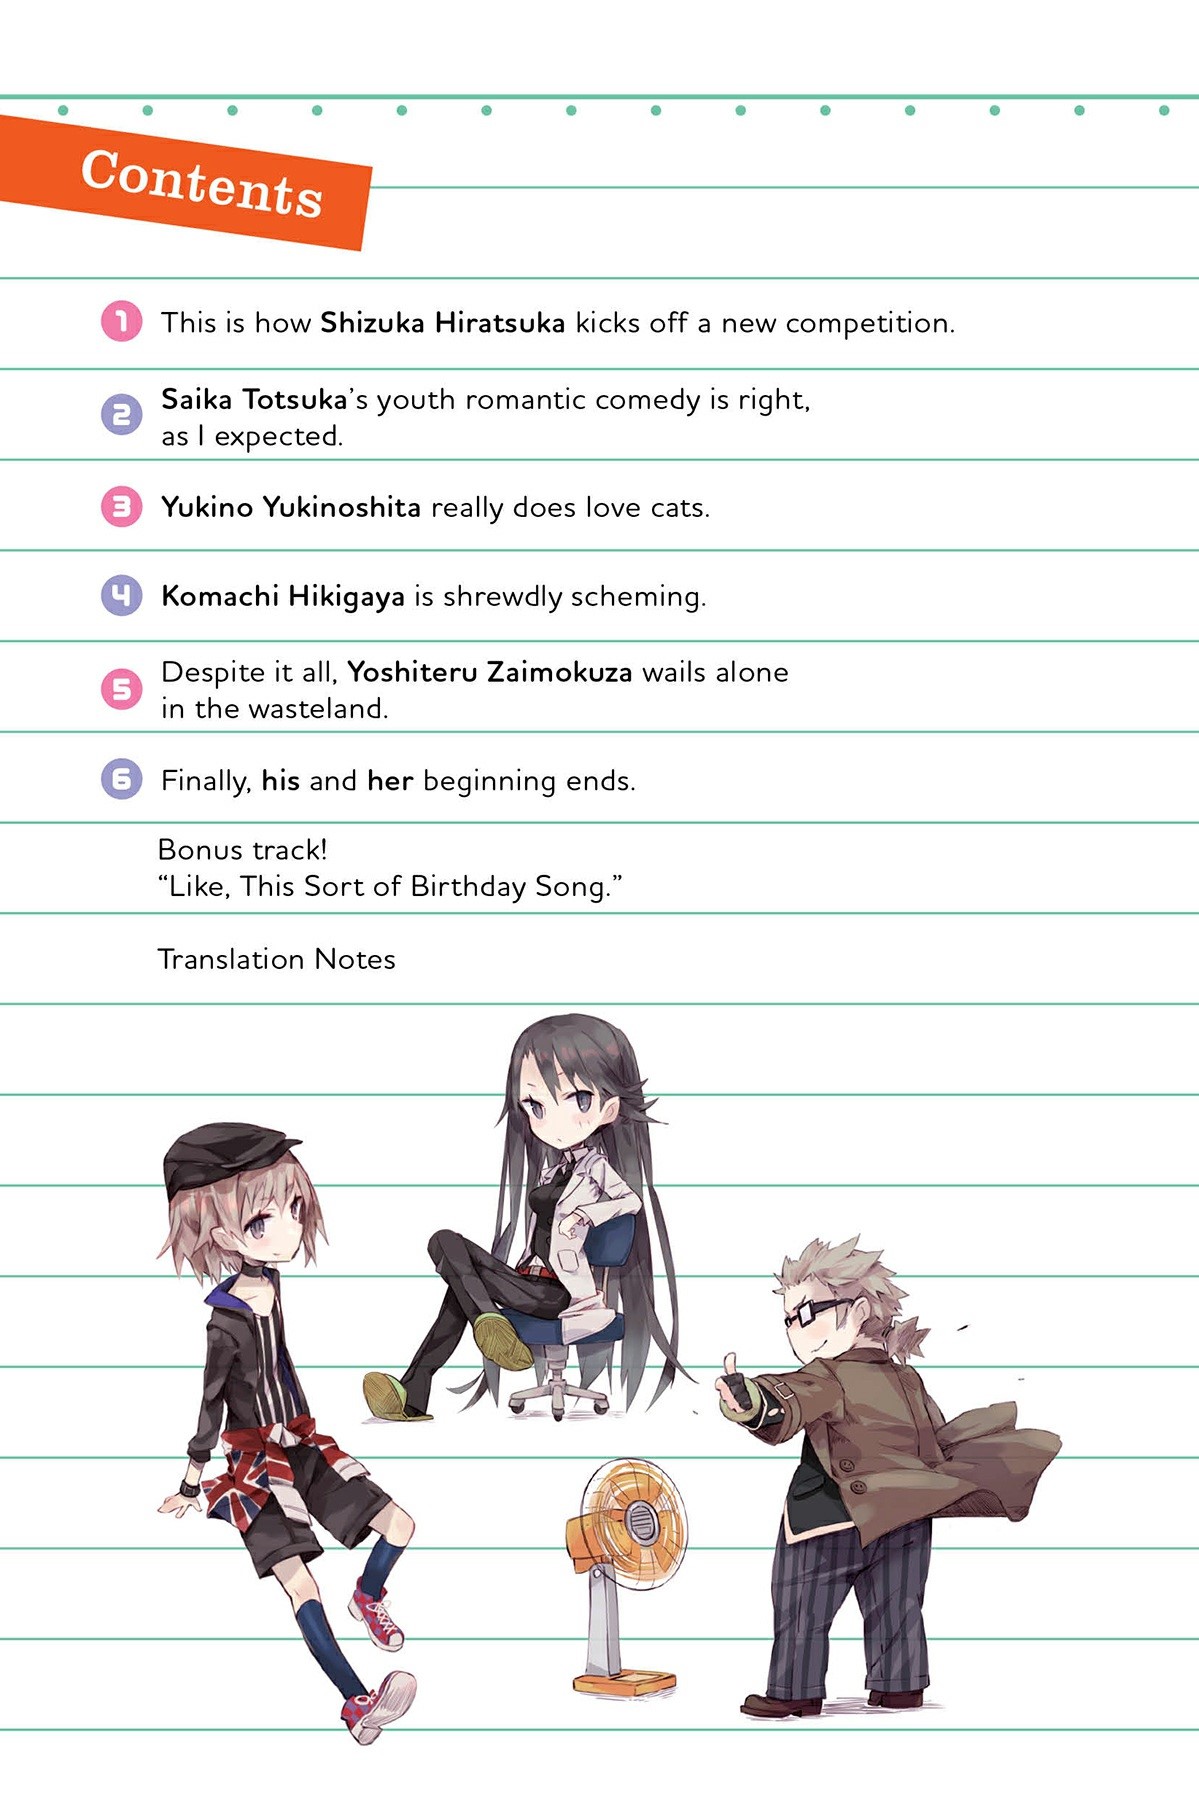 Contents
1 This is how Shizuka Hiratsuka kicks off a new competition.
2 Saika Totsuka’s youth romantic comedy is right,
as I expected.
3 Yukino Yukinoshita really does love cats.
4 Komachi Hikigaya is shrewdly scheming.
5 Despite it all, Yoshiteru Zaimokuza wails alone
in the wasteland.
6 Finally, his and her beginning ends.
Bonus track!
“Like, This Sort of Birthday Song.”
Translation Notes